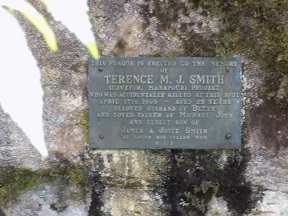 THIS PLAQUE IS ERECTED TO THE MEMORY
OF
TERENCE M. J. SMITH
SURVEYOR, MANAPOURI PROJECT
WHO WAS ACCIDENTALLY KILLED AT THIS SPOT
APRIL 17TH AGED 25 YEARS
BELOVED HUSBAND OF BETTY
AND LOVED FATHER OF MICHAEL JOHN
AND ELDEST SON OF
JAMES & JOYCE SMITH